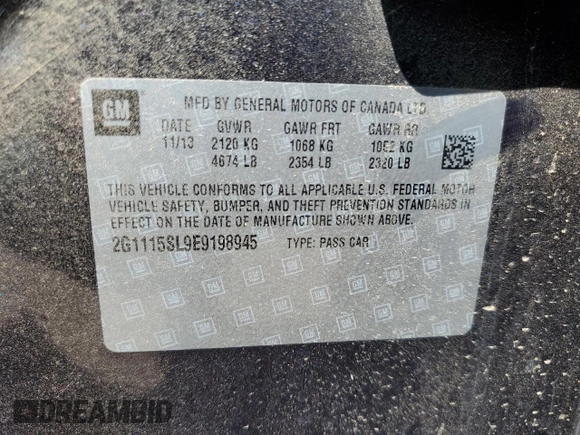 GM
MFD BY GENERAL MOTORS OF CANADA LTD
DATE GVWR GAWR FRT GAWR RR
11/13 2120 KG 1068 KG 1052 KG
4674 LB 2354 LB 2320 LB
THIS VEHICLE CONFORMS TO ALL APPLICABLE U.S. FEDERAL MOTOR
VEHICLE SAFETY, BUMPER, AND THEFT PREVENTION STANDARDS IN
EFFECT ON THE DATE OF MANUFACTURE SHOWN ABOVE.
2G1115SL9E9198945 TYPE: PASS CAR
DREAMBID